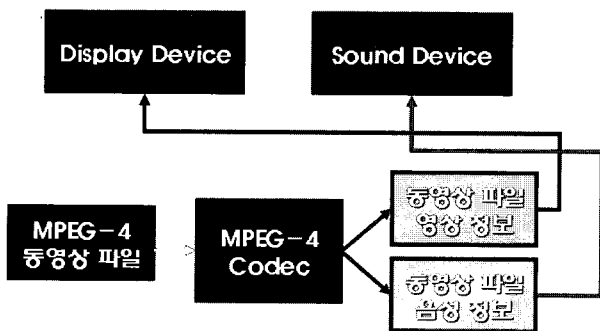 Display Device
Sound Device
MPEG-4
동영상 파일
MPEG-4
Codec
동영상 파일
영상 정보
동영상 파일
음성 정보